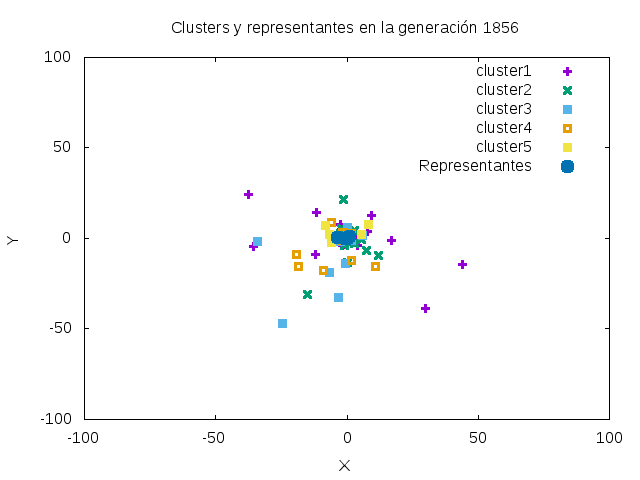 Clusters y representantes en la generación 1856
100
50
0
-50
-100
-100 -50 0 50 100
Y
X
cluster1
cluster2
cluster3
cluster4
cluster5
Representantes